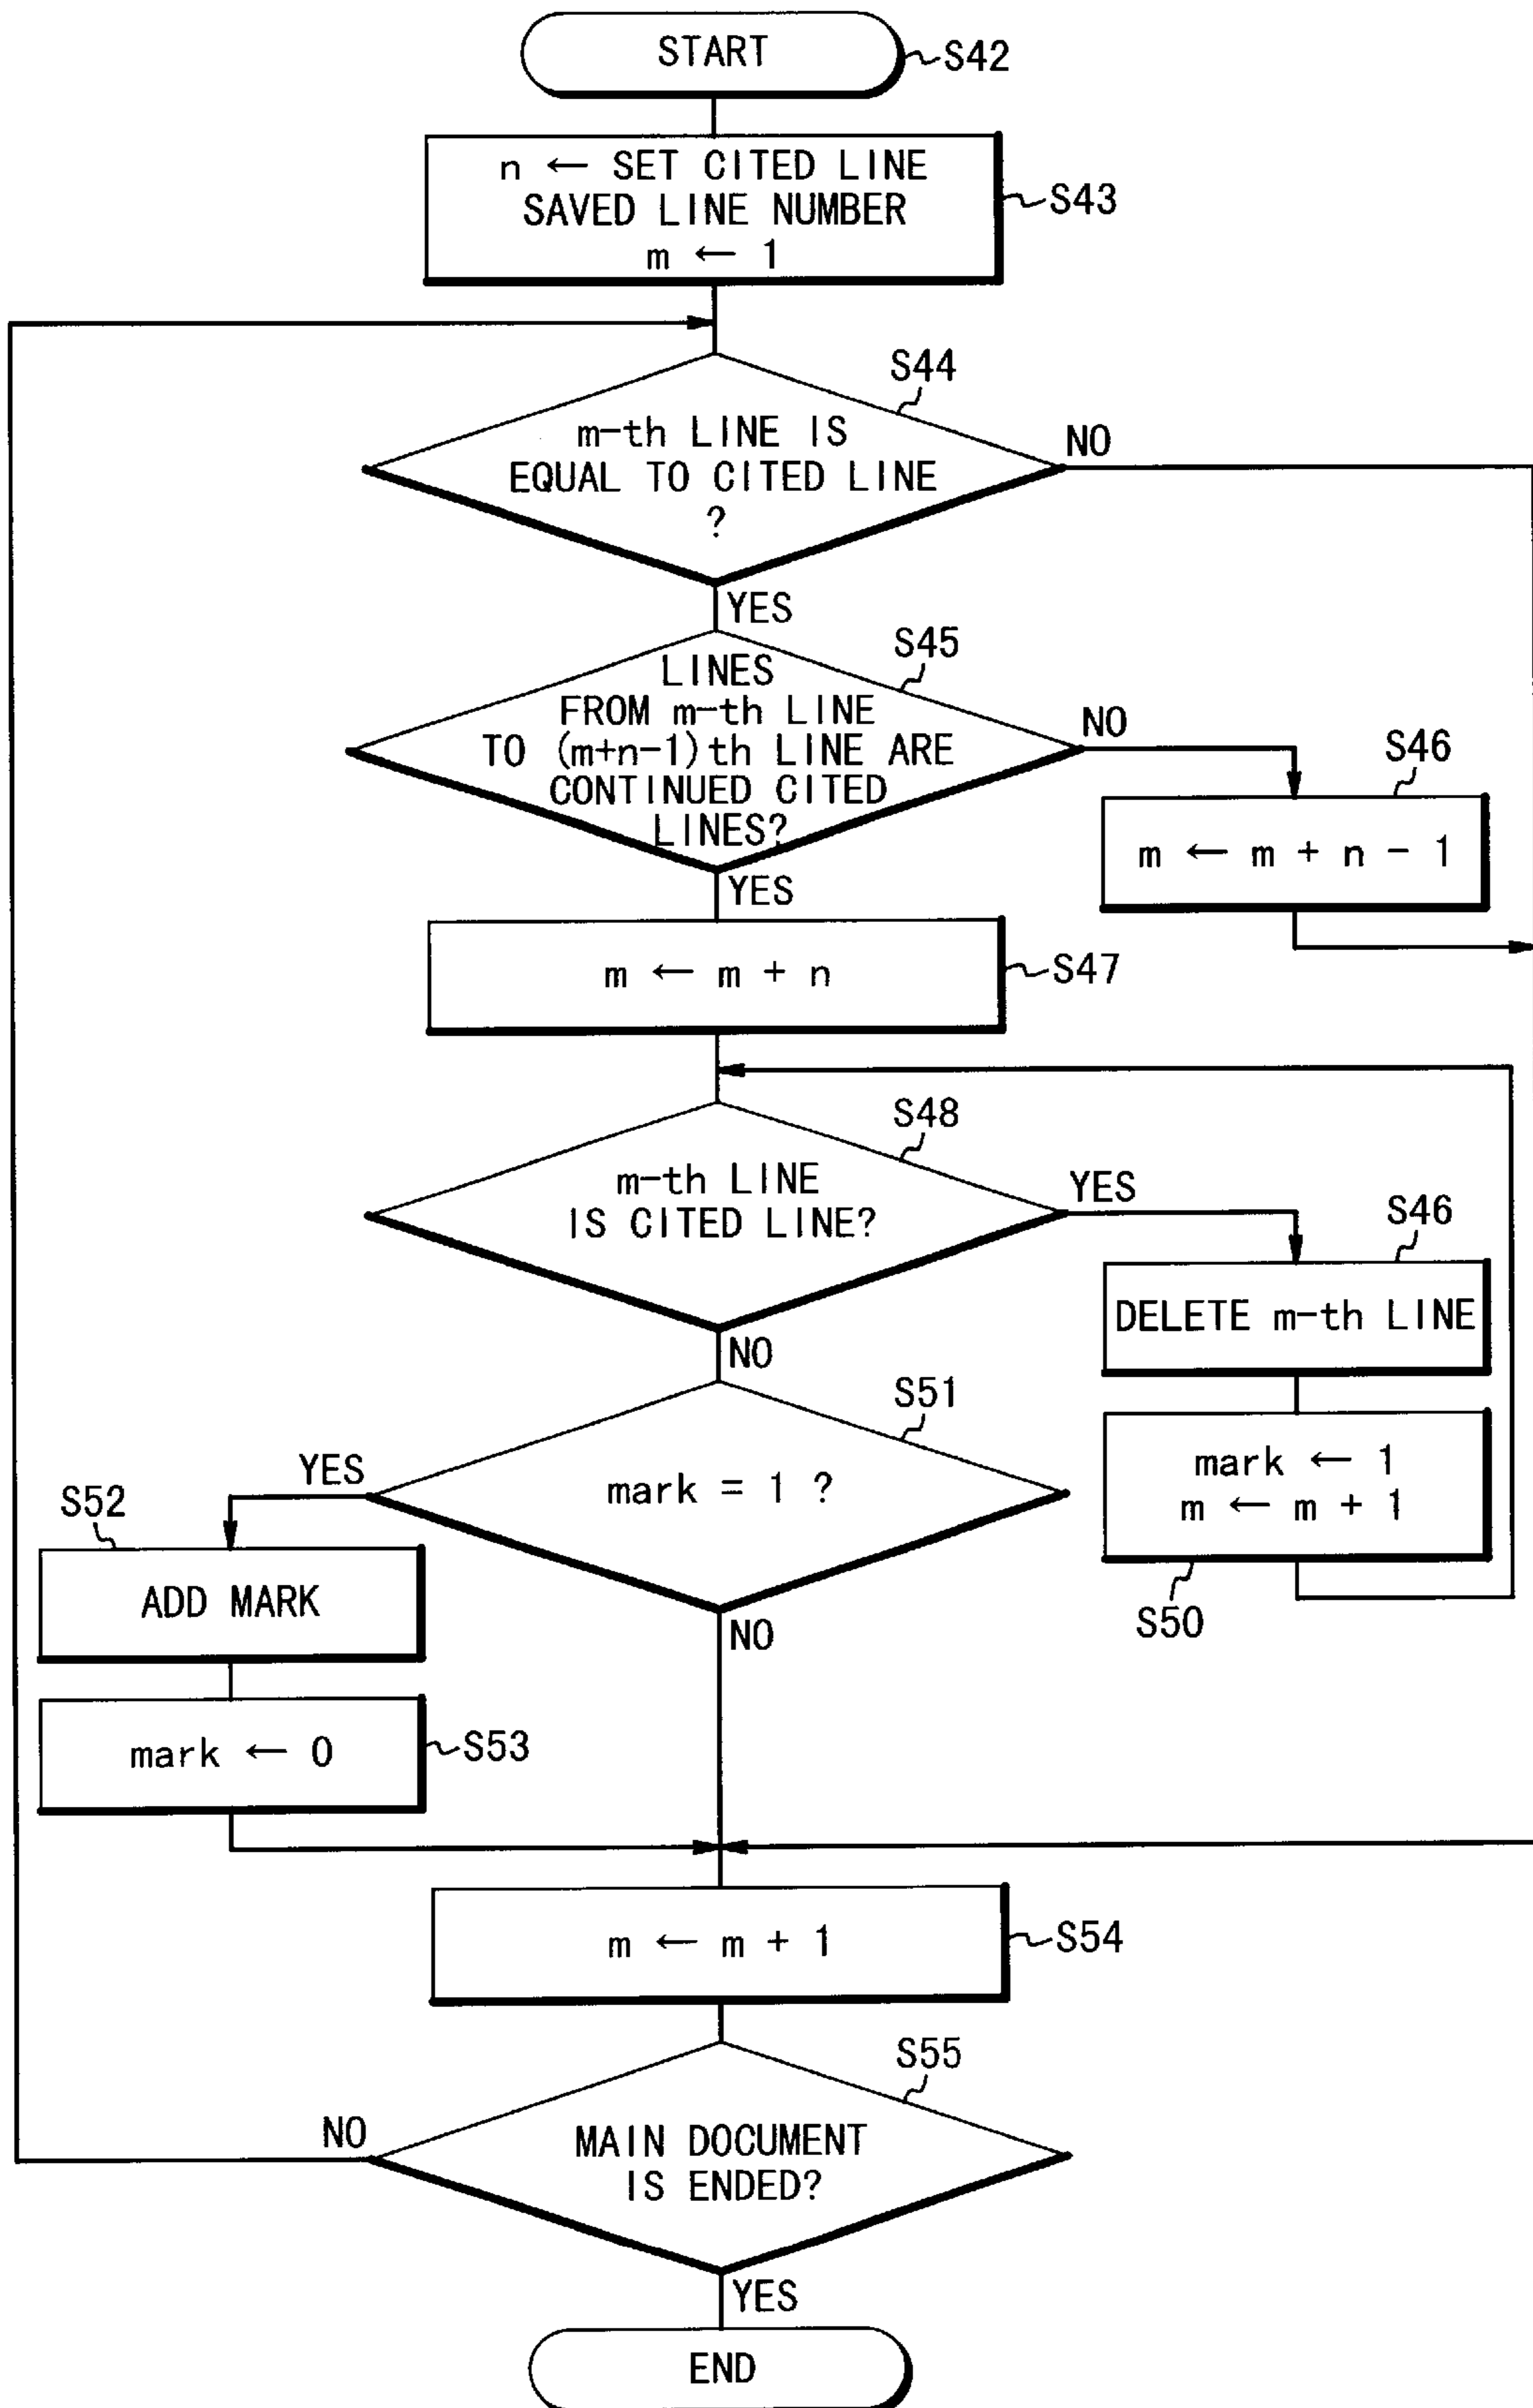 START
S42
n ← SET CITED LINE
SAVED LINE NUMBER
m ← 1
S43
S44
m-th LINE IS
EQUAL TO CITED LINE
?
NO
YES
S45
LINES
FROM m-th LINE
TO (m+n-1)th LINE ARE
CONTINUED CITED
LINES?
NO
S46
m ← m + n - 1
YES
m ← m + n
S47
S48
m-th LINE
IS CITED LINE?
YES
S46
DELETE m-th LINE
NO
S51
mark = 1 ?
YES
mark ← 1
m ← m + 1
S50
S52
ADD MARK
NO
mark ← 0
S53
m ← m + 1
S54
S55
MAIN DOCUMENT
IS ENDED?
NO
YES
END